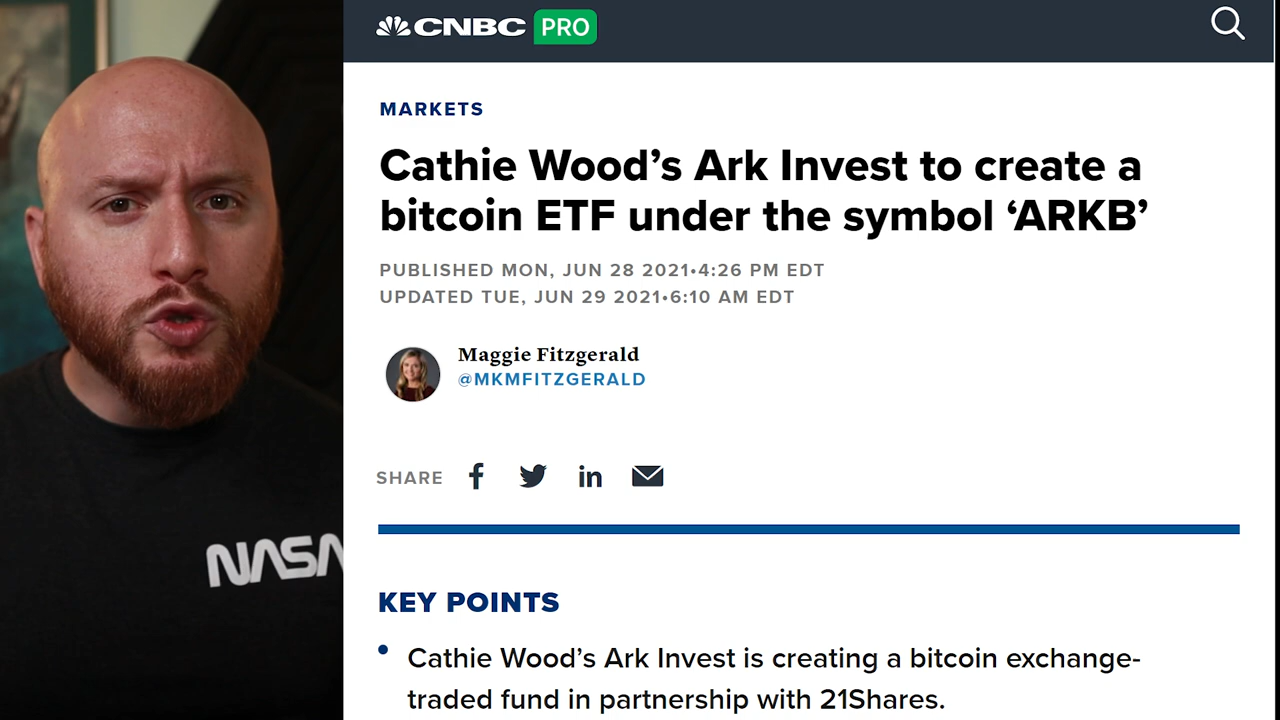 CNBC PRO
MARKETS
Cathie Wood’s Ark Invest to create a
bitcoin ETF under the symbol ‘ARKB’
PUBLISHED MON, JUN 28 2021•4:26 PM EDT
UPDATED TUE, JUN 29 2021•6:10 AM EDT
Maggie Fitzgerald
@MKMFITZGERALD
SHARE
NASA
KEY POINTS
• Cathie Wood’s Ark Invest is creating a bitcoin exchange-
traded fund in partnership with 21Shares.